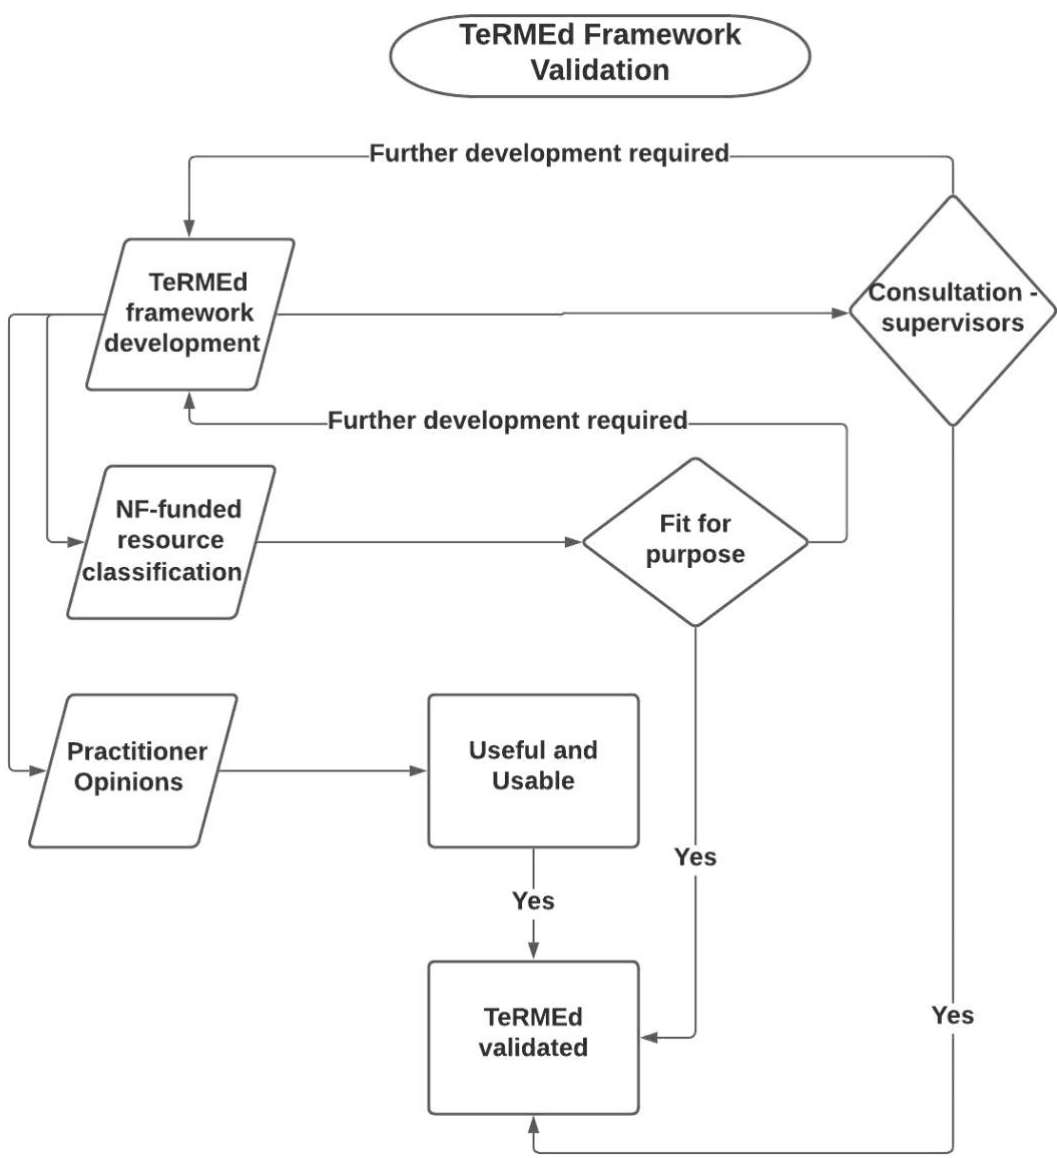 TeRMEd Framework
Validation
Further development required
TeRMEd
framework
development
Consultation -
supervisors
Further development required
NF-funded
resource
classification
Fit for
purpose
Practitioner
Opinions
Useful and
Usable
Yes
Yes
TeRMEd
validated
Yes